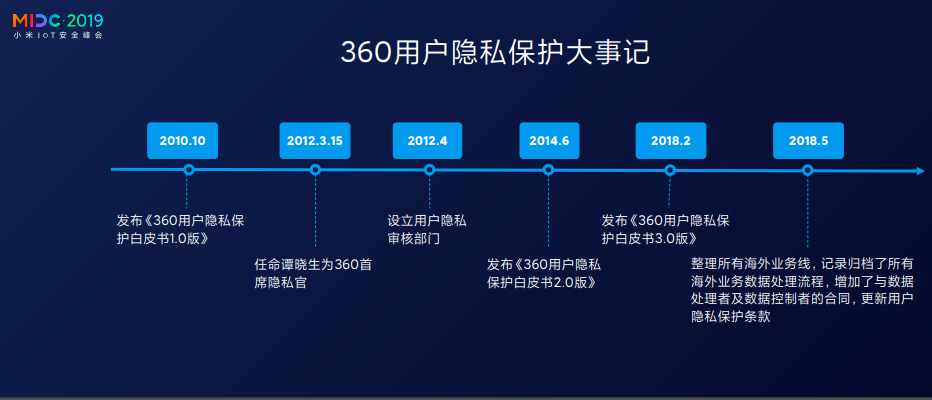 MIDC·2019
小米IoT安全峰会
360用户隐私保护大事记
2010.10
2012.3.15
2012.4
2014.6
2018.2
2018.5
发布《360用户隐私保
护白皮书1.0版》
任命谭晓生为360首
席隐私官
设立用户隐私
审核部门
发布《360用户隐私
保护白皮书2.0版》
发布《360用户隐私保
护白皮书3.0版》
整理所有海外业务线，记录归档了所有
海外业务数据处理流程，增加了与数据
处理者及数据控制者的合同，更新用户
隐私保护条款